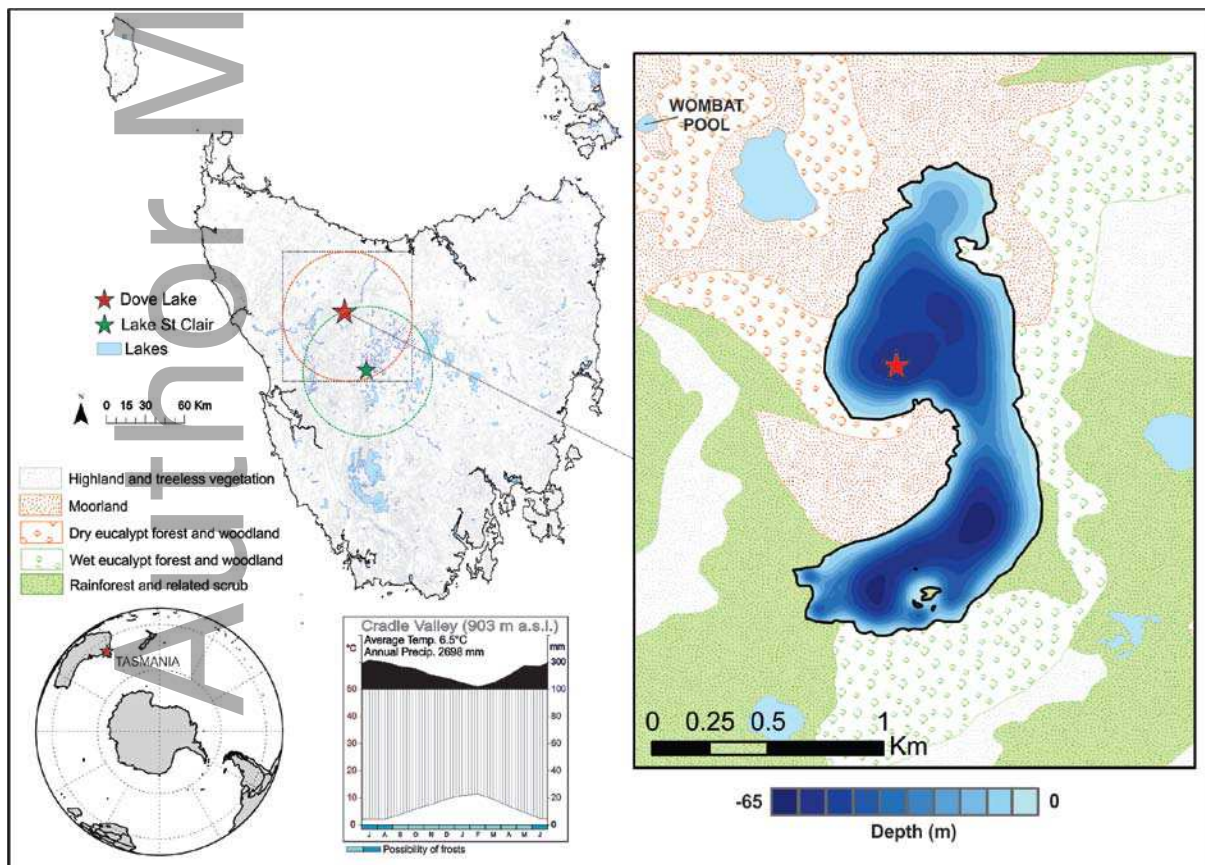 Author M
Dove Lake
Lake St Clair
Lakes
N
0 15 30 60 Km
Highland and treeless vegetation
Moorland
Dry eucalypt forest and woodland
Wet eucalypt forest and woodland
Rainforest and related scrub
TASMANIA
Cradle Valley (903 m a.s.l.)
Average Temp. 6.5°C
Annual Precip. 2698 mm
°C
mm
50
40
30
20
10
0
300
100
80
60
40
20
0
J A S O N D J F M A M J
Possibility of frosts
WOMBAT
POOL
0 0.25 0.5 1
Km
-65 0
Depth (m)